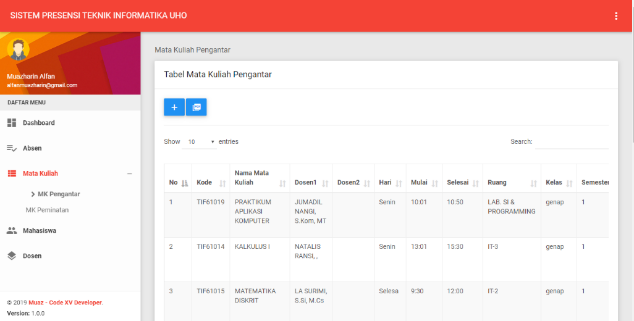 SISTEM PRESENSI TEKNIK INFORMATIKA UHO
Muazharin Alfan
alfanmuazharin@gmail.com
DAFTAR MENU
Dashboard
Absen
Mata Kuliah
MK Pengantar
MK Peminatan
Mahasiswa
Dosen
© 2019 Musz - Code XV Developer.
Version: 1.0.0
Mata Kuliah Pengantar
Tabel Mata Kuliah Pengantar
Show 10 entries Search:
No Kode Nama Mata Kuliah Dosen1 Dosen2 Hari Mulai Selesai Ruang Kelas Semester
1 TIF61019 PRAKTIKUM APLIKASI KOMPUTER JUMADIL NANGI, S.Kom, MT Senin 10:01 10:50 LAB. SI & PROGRAMMING genap 1
2 TIF61014 KALKULUS I NATALIS RANSI, , Senin 13:01 15:30 IT-3 genap 1
3 TIF61015 MATEMATIKA DISKRIT LA SURIMI, S.Si, M.Cs Selasa 9:30 12:00 IT-2 genap 1